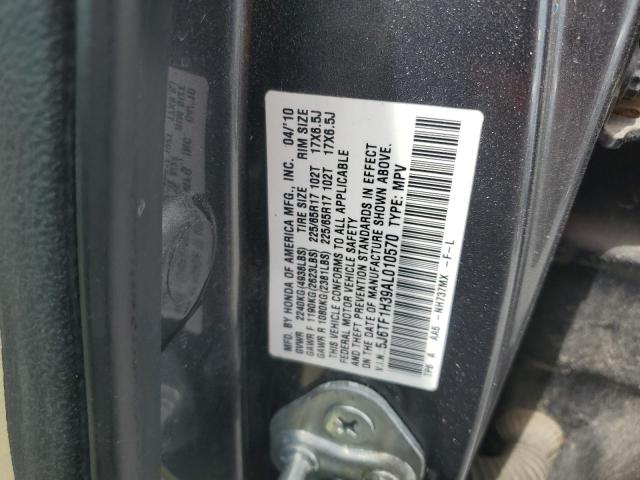 MFD. BY HONDA OF AMERICA MFG., INC. 04/'10
GVWR 2240KG(4938LBS) TIRE SIZE RIM SIZE
GAWR F 1190KG(2623LBS) 225/65R17 102T 17X6.5J
GAWR R 1080KG(2381LBS) 225/65R17 102T 17X6.5J
THIS VEHICLE CONFORMS TO ALL APPLICABLE
FEDERAL MOTOR VEHICLE SAFETY
AND THEFT PREVENTION STANDARDS IN EFFECT
ON THE DATE OF MANUFACTURE SHOWN ABOVE.
V.I.N. 5J6TF1H39AL010570 TYPE: MPV
TP6 A AA5 -NH737MX -F-L